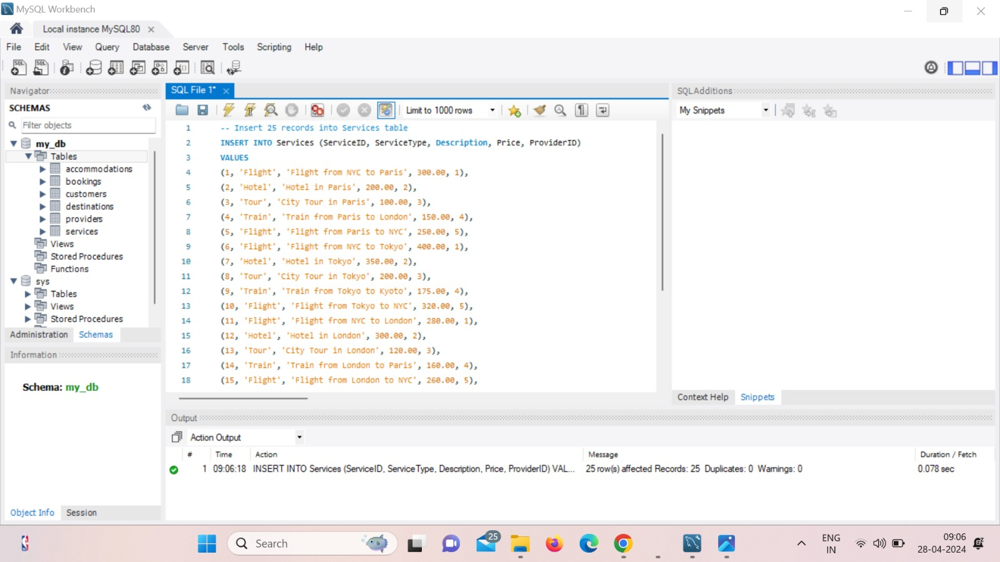 MySQL Workbench
Local instance MySQL80
File Edit View Query Database Server Tools Scripting Help
Navigator
SCHEMAS
Filter objects
my_db
Tables
accommodations
bookings
customers
destinations
providers
services
Views
Stored Procedures
Functions
sys
Tables
Views
Stored Procedures
Administration Schemas
Information
Schema: my_db
Object Info Session
SQL File 1*
Limit to 1000 rows
1 -- Insert 25 records into Services table
2 INSERT INTO Services (ServiceID, ServiceType, Description, Price, ProviderID)
3 VALUES
4 (1, 'Flight', 'Flight from NYC to Paris', 300.00, 1),
5 (2, 'Hotel', 'Hotel in Paris', 200.00, 2),
6 (3, 'Tour', 'City Tour in Paris', 100.00, 3),
7 (4, 'Train', 'Train from Paris to London', 150.00, 4),
8 (5, 'Flight', 'Flight from Paris to NYC', 250.00, 5),
9 (6, 'Flight', 'Flight from NYC to Tokyo', 400.00, 1),
10 (7, 'Hotel', 'Hotel in Tokyo', 350.00, 2),
11 (8, 'Tour', 'City Tour in Tokyo', 200.00, 3),
12 (9, 'Train', 'Train from Tokyo to Kyoto', 175.00, 4),
13 (10, 'Flight', 'Flight from Tokyo to NYC', 320.00, 5),
14 (11, 'Flight', 'Flight from NYC to London', 280.00, 1),
15 (12, 'Hotel', 'Hotel in London', 300.00, 2),
16 (13, 'Tour', 'City Tour in London', 120.00, 3),
17 (14, 'Train', 'Train from London to Paris', 160.00, 4),
18 (15, 'Flight', 'Flight from London to NYC', 260.00, 5),
SQLAdditions
My Snippets
Context Help Snippets
Output
Action Output
# Time Action Message Duration / Fetch
1 09:06:18 INSERT INTO Services (ServiceID, ServiceType, Description, Price, ProviderID) VAL... 25 row(s) affected Records: 25 Duplicates: 0 Warnings: 0 0.078 sec
Search
25
ENG
IN
09:06
28-04-2024